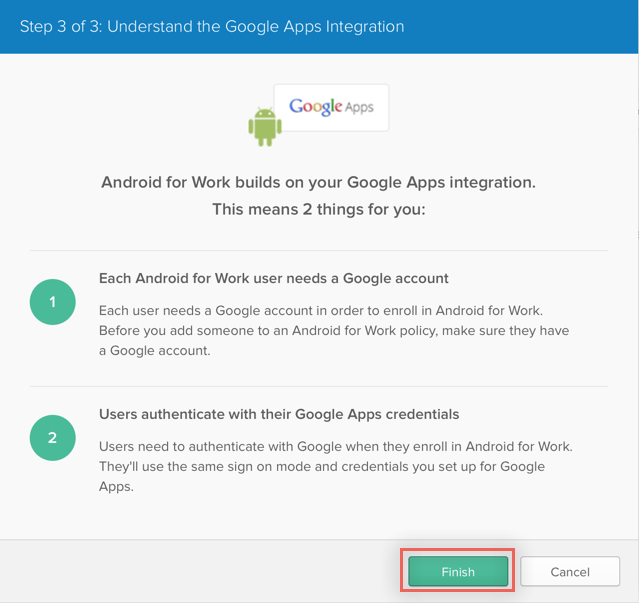 Step 3 of 3: Understand the Google Apps Integration
Google Apps
Android for Work builds on your Google Apps integration.
This means 2 things for you:
1
Each Android for Work user needs a Google account
Each user needs a Google account in order to enroll in Android for Work.
Before you add someone to an Android for Work policy, make sure they have
a Google account.
2
Users authenticate with their Google Apps credentials
Users need to authenticate with Google when they enroll in Android for Work.
They'll use the same sign on mode and credentials you set up for Google
Apps.
Finish
Cancel